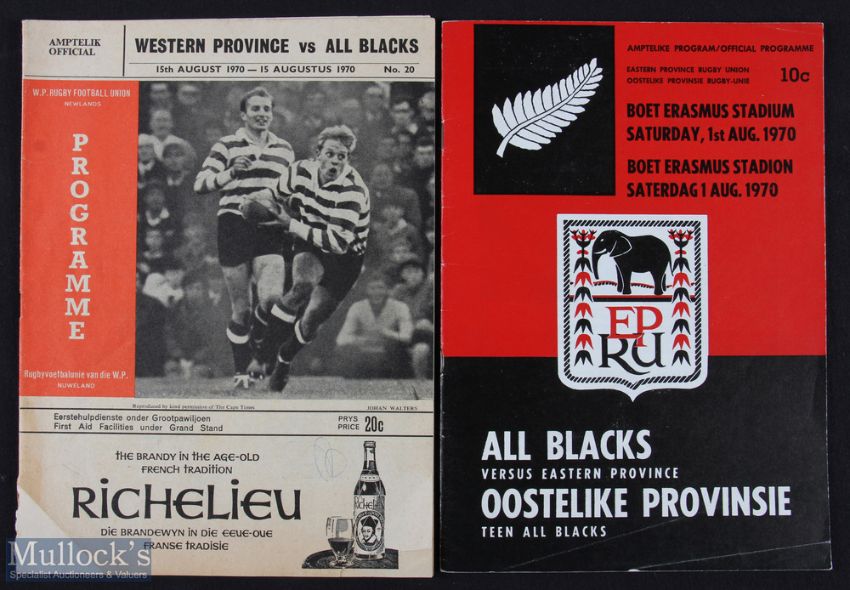 AMPTELIK
OFFICIAL
WESTERN PROVINCE vs ALL BLACKS
15th AUGUST 1970 — 15 AUGUSTUS 1970 No. 20
W.P. RUGBY FOOTBALL UNION
NEWLANDS
PROGRAMME
Rugbyvoetbalunie van die W.P.
NUWELAND
Reproduced by kind permission of The Cape Times
JOHAN WALTERS
Eerstehulpdienste onder Grootpawiljoen
First Aid Facilities under Grand Stand
PRYS
PRICE 20c
THE BRANDY IN THE AGE-OLD
FRENCH TRADITION
RICHELIEU
DIE BRANDEWYN IN DIE EEUE-OUE
FRANSE TRADISIE
Richelieu
Mullock's
Specialist Auctioneers & Valuers
AMPTELIKE PROGRAM/OFFICIAL PROGRAMME
EASTERN PROVINCE RUGBY UNION
OOSTELIKE PROVINSIE RUGBY-UNIE
10c
BOET ERASMUS STADIUM
SATURDAY, 1st AUG. 1970
BOET ERASMUS STADION
SATERDAG 1 AUG. 1970
EP
RU
ALL BLACKS
VERSUS EASTERN PROVINCE
OOSTELIKE PROVINSIE
TEEN ALL BLACKS